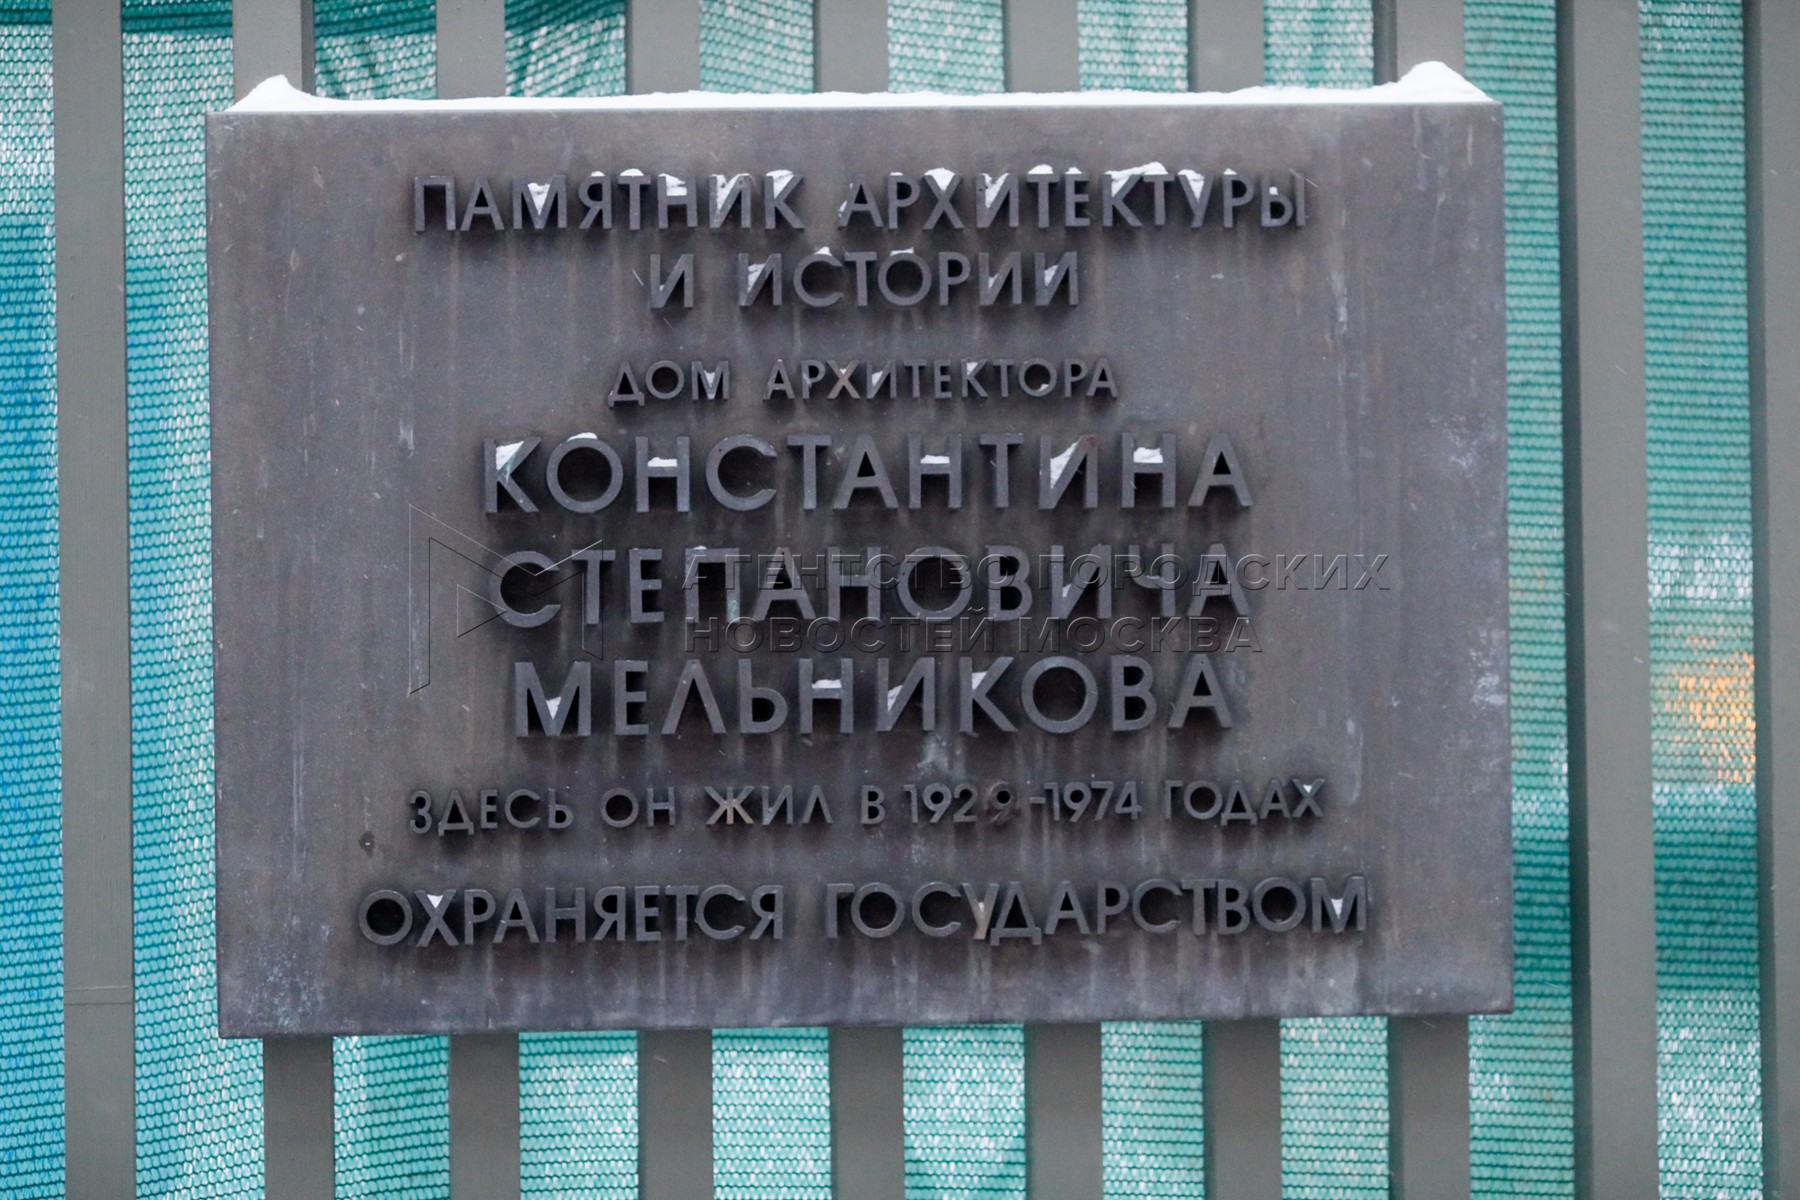 ПАМЯТНИК АРХИТЕКТУРЫ
И ИСТОРИИ
ДОМ АРХИТЕКТОРА
КОНСТАНТИНА
СТЕПАНОВИЧА
МЕЛЬНИКОВА
ЗДЕСЬ ОН ЖИЛ В 1929-1974 ГОДАХ
ОХРАНЯЕТСЯ ГОСУДАРСТВОМ
АГЕНТСТВО ГОРОДСКИХ
НОВОСТЕЙ МОСКВА